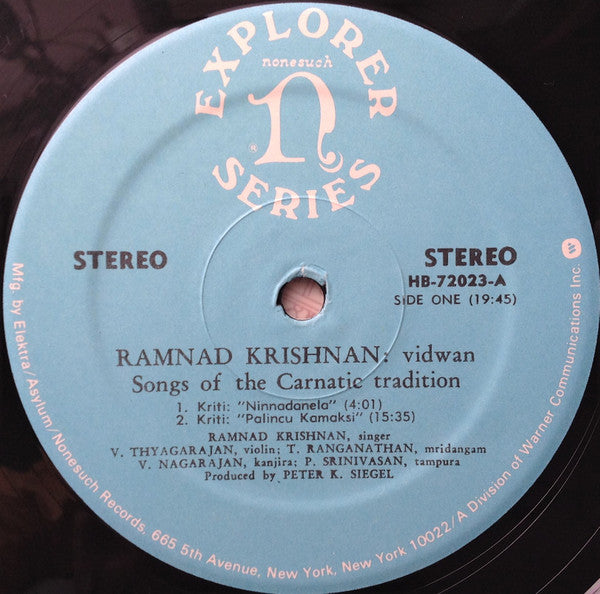 EXPLORER
nonesuch
n
®
SERIES
STEREO
STEREO
HB-72023-A
SIDE ONE (19:45)
RAMNAD KRISHNAN: vidwan
Songs of the Carnatic tradition
1. Kriti: "Ninnadanela" (4:01)
2. Kriti: "Palincu Kamaksi" (15:35)
RAMNAD KRISHNAN, singer
V. THYAGARAJAN, violin; T. RANGANATHAN, mridangam
V. NAGARAJAN, kanjira; P. SRINIVASAN, tampura
Produced by PETER K. SIEGEL
Mfg. by Elektra/Asylum/Nonesuch Records, 665 5th Avenue, New York, New York 10022/A Division of Warner Communications Inc. W